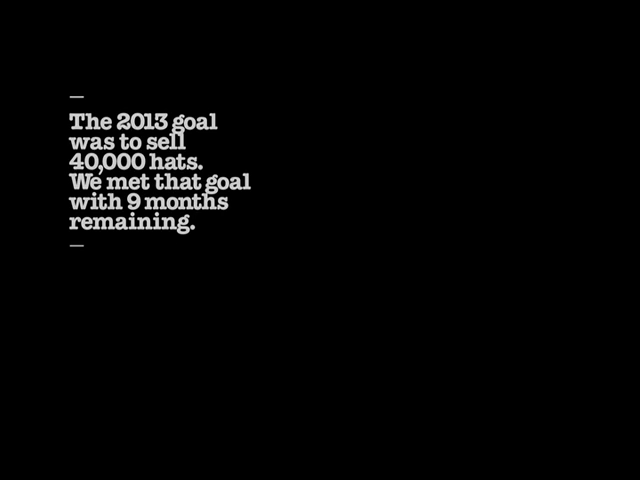 The 2013 goal
was to sell
40,000 hats.
We met that goal
with 9 months
remaining.